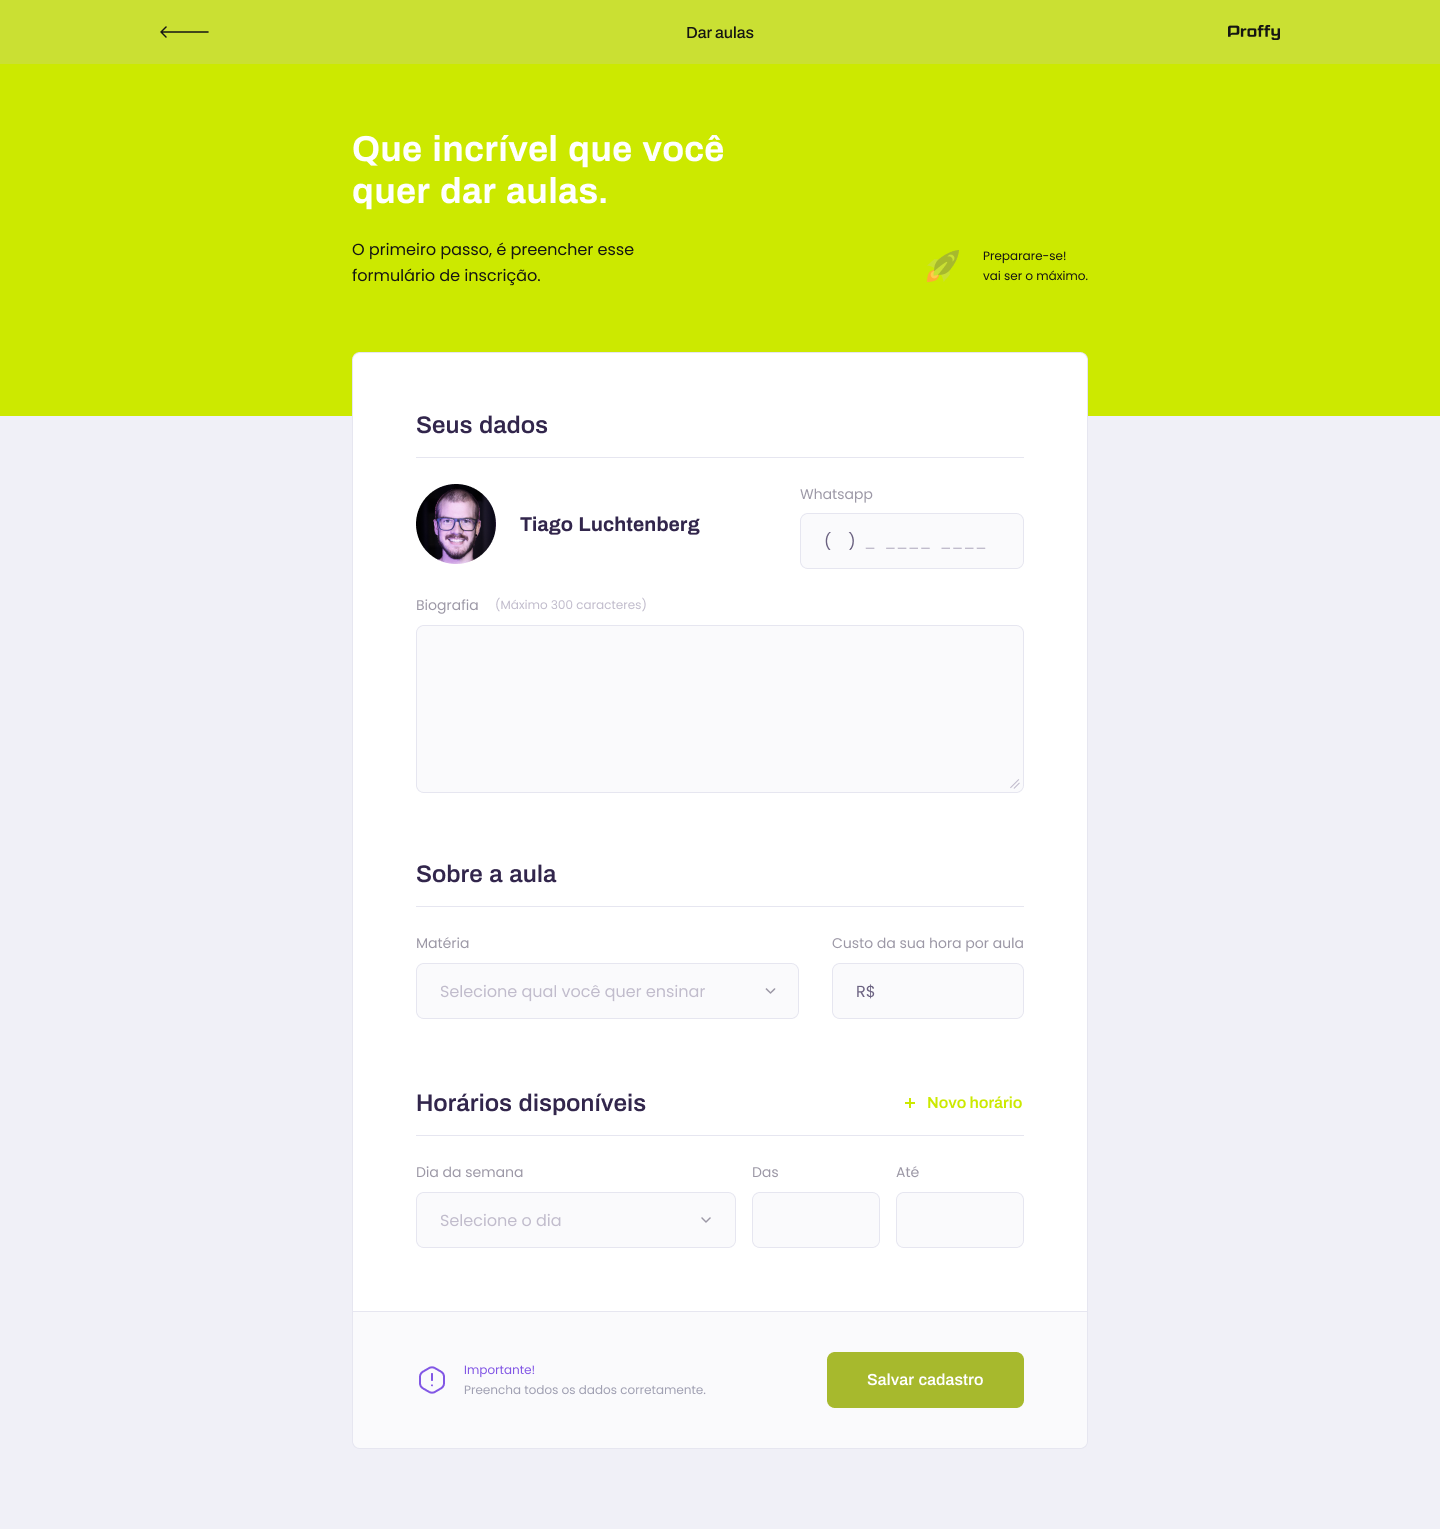 Dar aulas
Proffy
Que incrível que você
quer dar aulas.
O primeiro passo, é preencher esse
formulário de inscrição.
Preparare-se!
vai ser o máximo.
Seus dados
Tiago Luchtenberg
Whatsapp
( ) _ ____ ____
Biografia (Máximo 300 caracteres)
Sobre a aula
Matéria
Custo da sua hora por aula
Selecione qual você quer ensinar
R$
Horários disponíveis
+ Novo horário
Dia da semana
Das
Até
Selecione o dia
Importante!
Preencha todos os dados corretamente.
Salvar cadastro